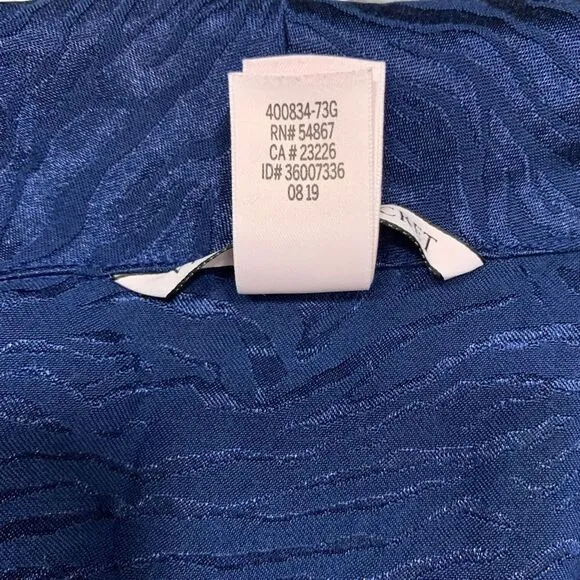 400834-73G
RN# 54867
CA # 23226
ID# 36007336
08 19